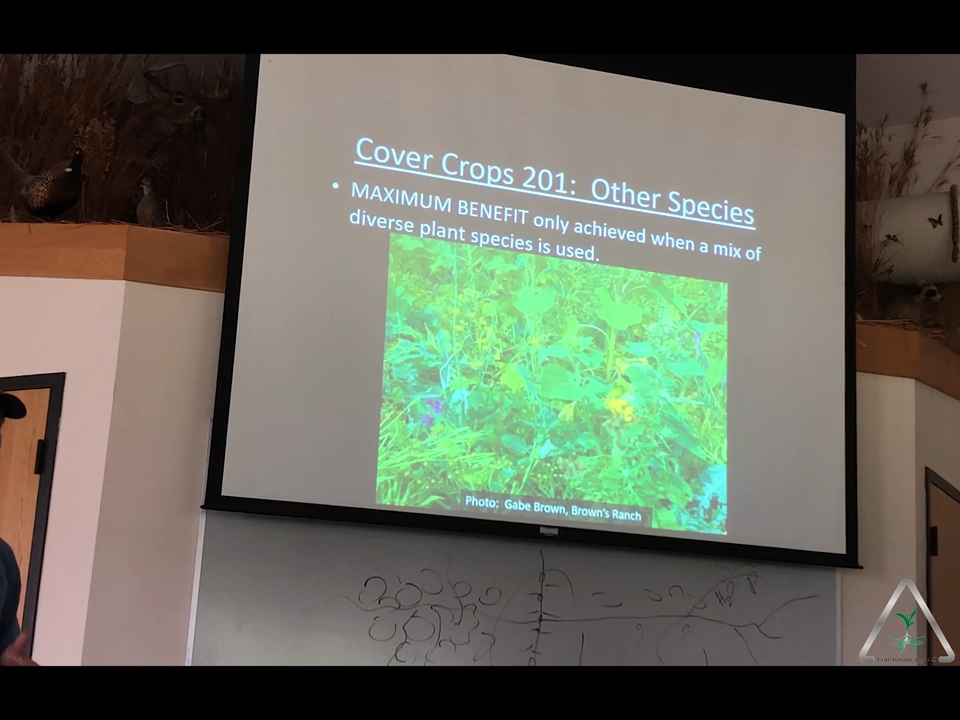 Cover Crops 201: Other Species
• MAXIMUM BENEFIT only achieved when a mix of
diverse plant species is used.
Photo: Gabe Brown, Brown's Ranch
H₂O